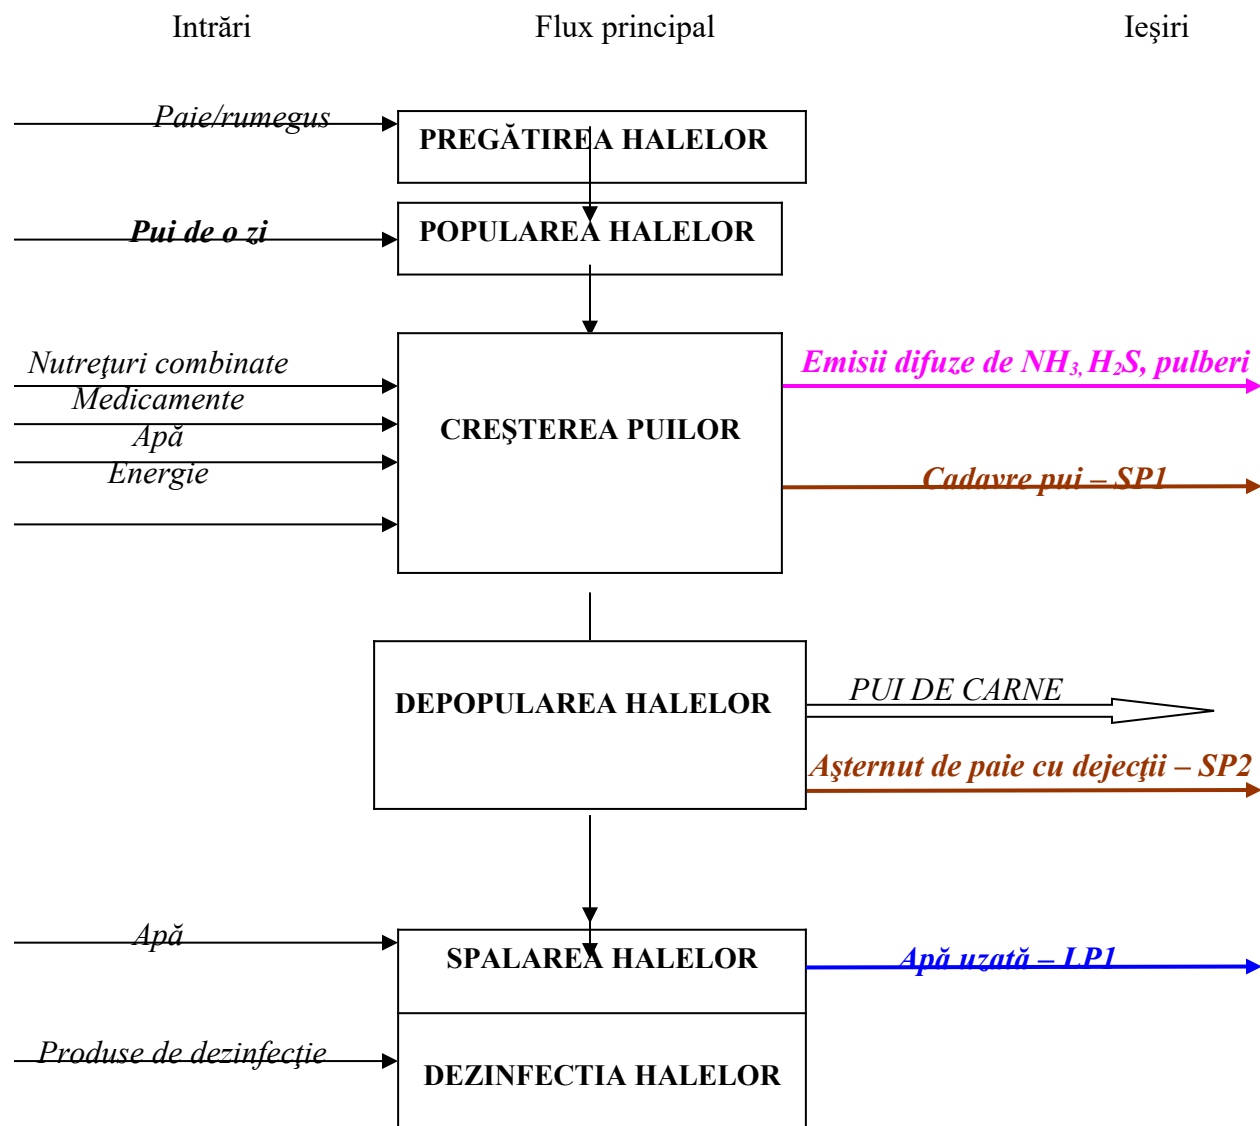 Intrări Flux principal Ieşiri
Paie/rumegus
PREGĂTIREA HALELOR
Pui de o zi
POPULAREA HALELOR
Nutreţuri combinate
Emisii difuze de NH₃, H₂S, pulberi
Medicamente
Apă
CREŞTEREA PUILOR
Energie
Cadavre pui – SP1
PUI DE CARNE
DEPOPULAREA HALELOR
Aşternut de paie cu dejecţii – SP2
Apă
SPALAREA HALELOR
Apă uzată – LP1
Produse de dezinfecţie
DEZINFECTIA HALELOR